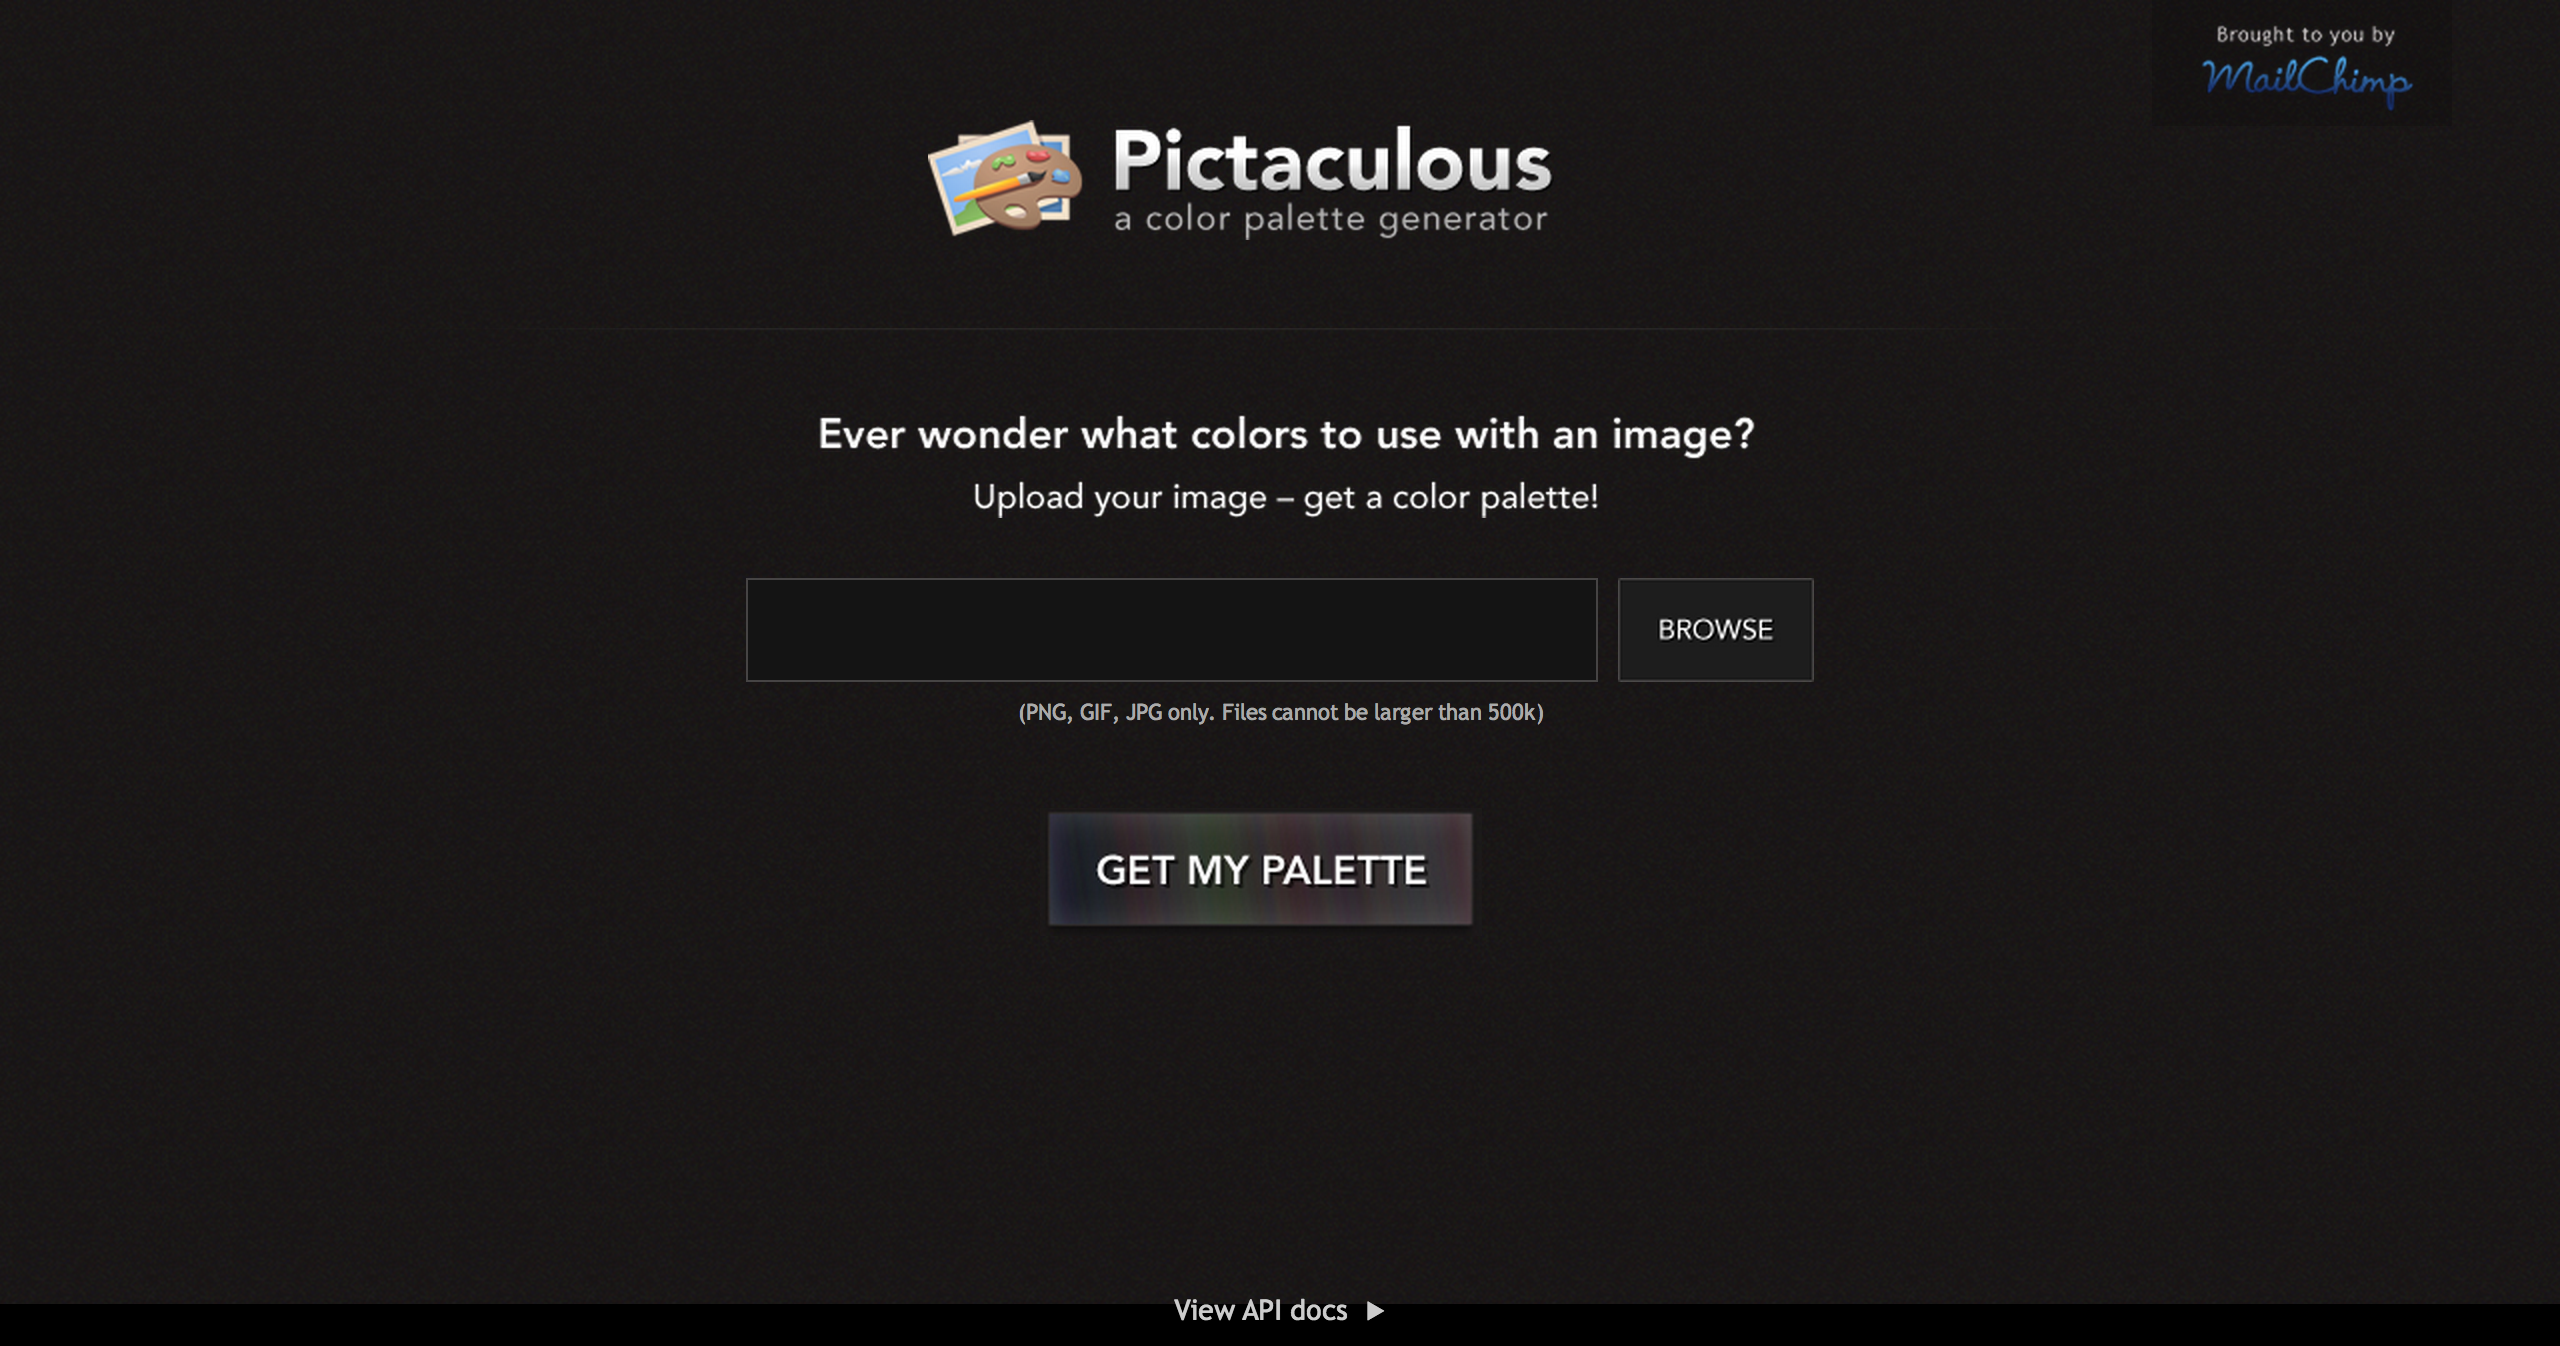 Brought to you by
MailChimp
Pictaculous
a color palette generator
Ever wonder what colors to use with an image?
Upload your image – get a color palette!
BROWSE
(PNG, GIF, JPG only. Files cannot be larger than 500k)
GET MY PALETTE
View API docs ▶